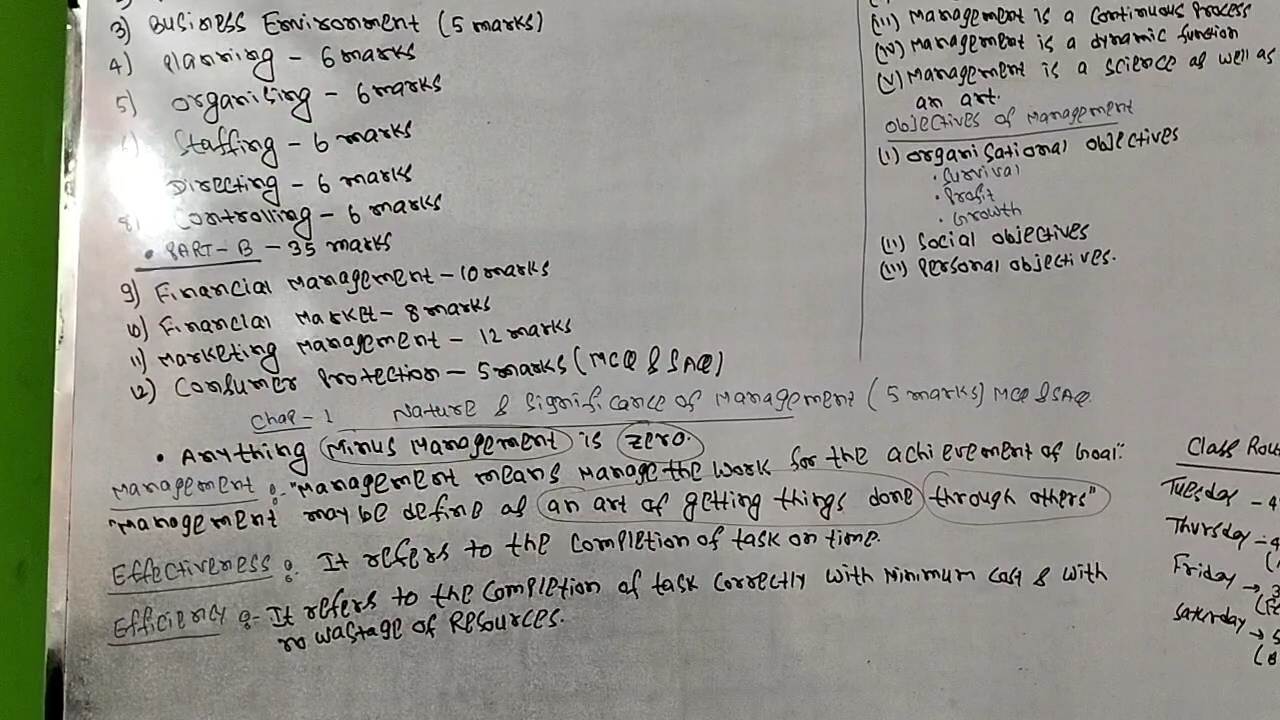 3) Business Environment (5 marks)
4) Planning - 6 marks
5) Organising - 6 marks
Staffing - 6 marks
Directing - 6 marks
8) Controlling - 6 marks
• PART-B - 35 marks
9) Financial Management - 10 marks
10) Financial Market - 8 marks
11) Marketing Management - 12 marks
12) Consumer Protection - 5 marks (MCQ & SAQ)
Chap-1 Nature & Significance of Management (5 marks) MCQ & SAQ.
• Anything Minus Management is zero.
Management :- "Management means Manage the work for the achievement of Goal".
"Management may be define as an art of getting things done through others"
Effectiveness :- It refers to the completion of task on time.
Efficiency :- It refers to the completion of task correctly with minimum cost & with
no wastage of Resources.
(iii) Management is a continuous process
(iv) Management is a dynamic function
(v) Management is a science as well as
an art.
Objectives of Management
(i) Organisational objectives
• Survival
• Profit
• Growth
(ii) Social objectives
(iii) Personal objectives.
Class
Tuesday - 4
Thursday - 4
Friday →
Saturday →